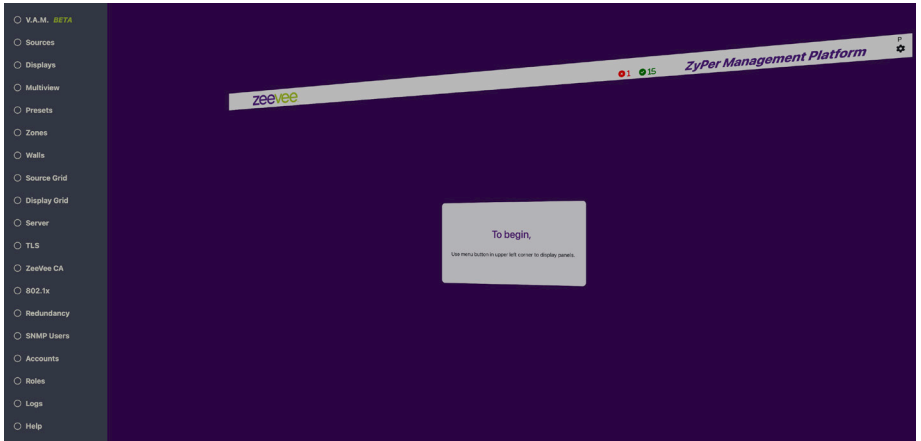 V.A.M. BETA
Sources
Displays
Multiview
Presets
Zones
Walls
Source Grid
Display Grid
Server
TLS
ZeeVee CA
802.1x
Redundancy
SNMP Users
Accounts
Roles
Logs
Help
zeevee
1 15
ZyPer Management Platform
P
To begin,
Use menu button in upper left corner to display panels.